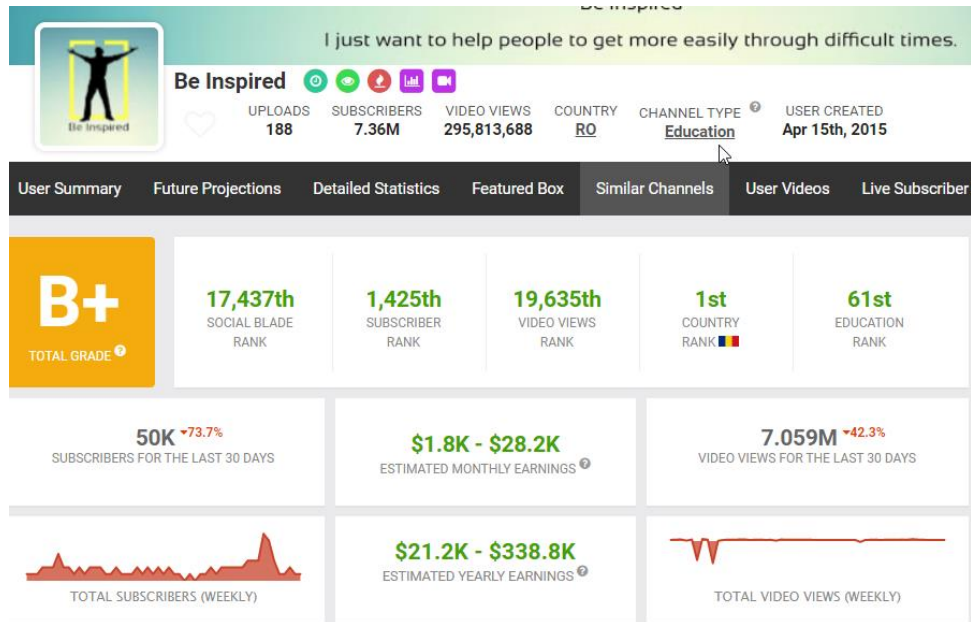 Be Inspired
I just want to help people to get more easily through difficult times.
Be Inspired
Be Inspired
UPLOADS SUBSCRIBERS VIDEO VIEWS COUNTRY CHANNEL TYPE ? USER CREATED
188 7.36M 295,813,688 RO Education Apr 15th, 2015
User Summary Future Projections Detailed Statistics Featured Box Similar Channels User Videos Live Subscriber
B+
TOTAL GRADE ?
17,437th 1,425th 19,635th 1st 61st
SOCIAL BLADE SUBSCRIBER VIDEO VIEWS COUNTRY EDUCATION
RANK RANK RANK RANK RANK
50K -73.7%
SUBSCRIBERS FOR THE LAST 30 DAYS
$1.8K - $28.2K
ESTIMATED MONTHLY EARNINGS ?
7.059M -42.3%
VIDEO VIEWS FOR THE LAST 30 DAYS
TOTAL SUBSCRIBERS (WEEKLY)
$21.2K - $338.8K
ESTIMATED YEARLY EARNINGS ?
TOTAL VIDEO VIEWS (WEEKLY)